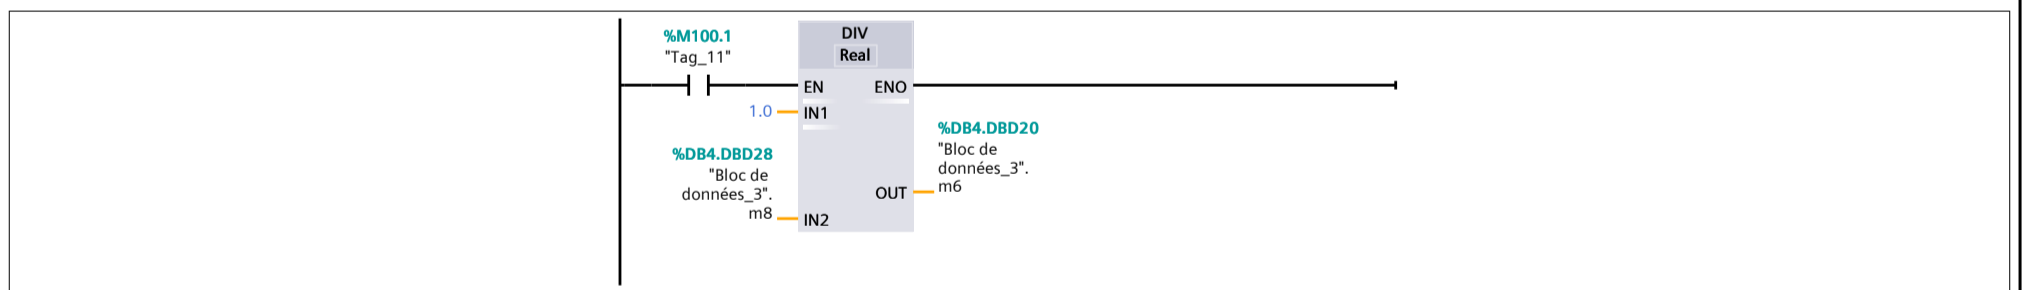 %M100.1
"Tag_11"
DIV
Real
EN
ENO
1.0
IN1
%DB4.DBD28
"Bloc de
données_3".
m8
IN2
%DB4.DBD20
"Bloc de
données_3".
m6
OUT